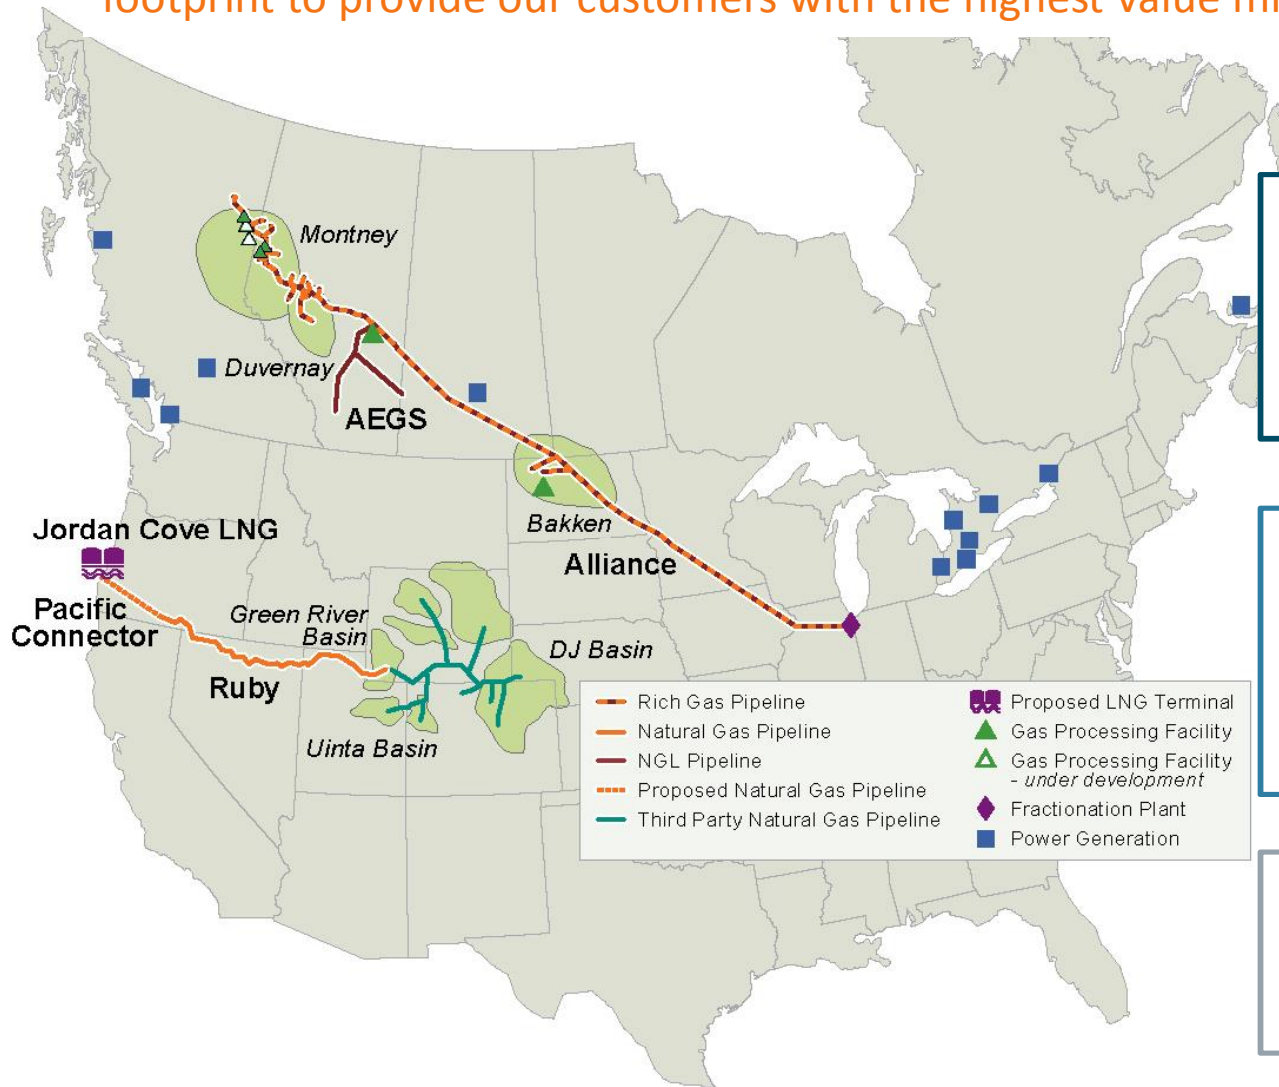 footprint to provide our customers with the highest value
Montney
Duvernay
AEGS
Bakken
Jordan Cove LNG
Alliance
Pacific
Connector
Green River
Basin
DJ Basin
Ruby
Uinta Basin
Rich Gas Pipeline
Natural Gas Pipeline
NGL Pipeline
Proposed Natural Gas Pipeline
Third Party Natural Gas Pipeline
Proposed LNG Terminal
Gas Processing Facility
Gas Processing Facility
- under development
Fractionation Plant
Power Generation